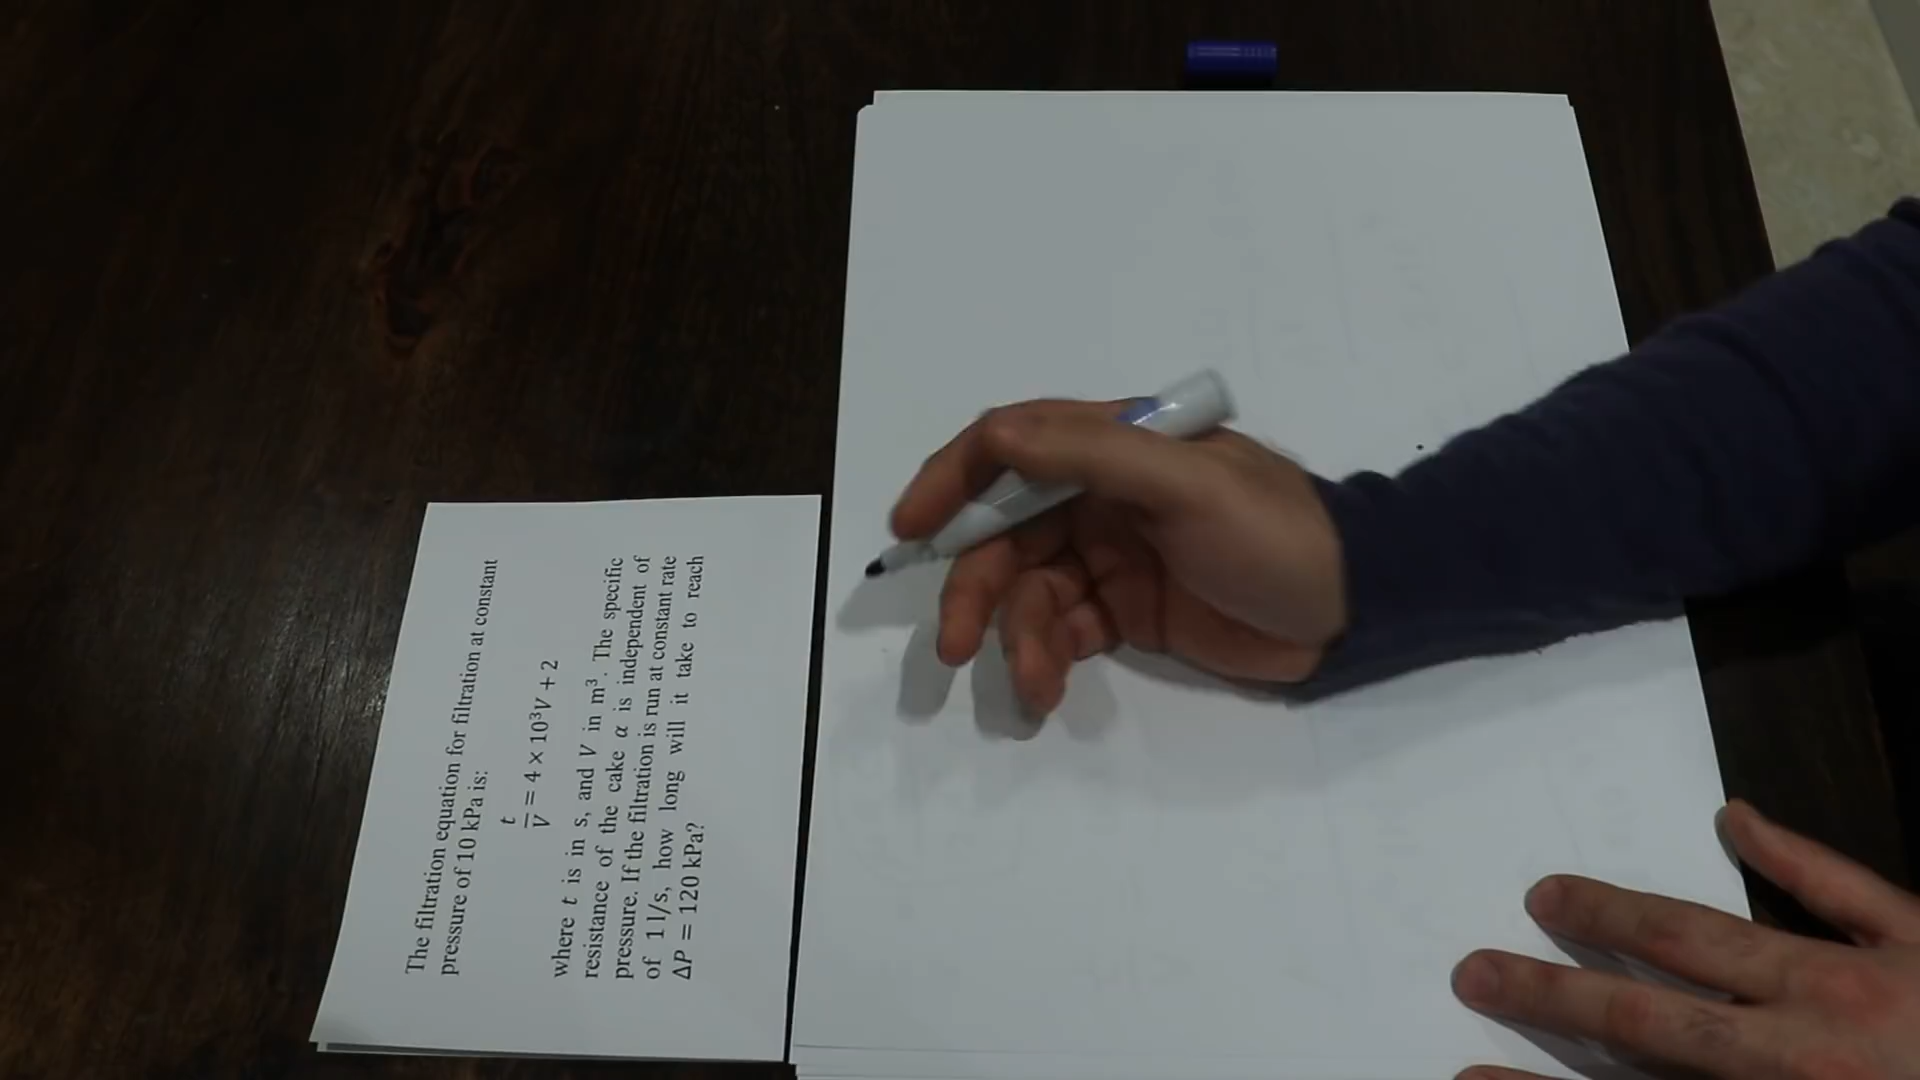 The filtration equation for filtration at constant
pressure of 10 kPa is:
t/V = 4 × 10³V + 2
where t is in s, and V in m³. The specific
resistance of the cake α is independent of
pressure. If the filtration is run at constant rate
of 1 l/s, how long will it take to reach
ΔP = 120 kPa?